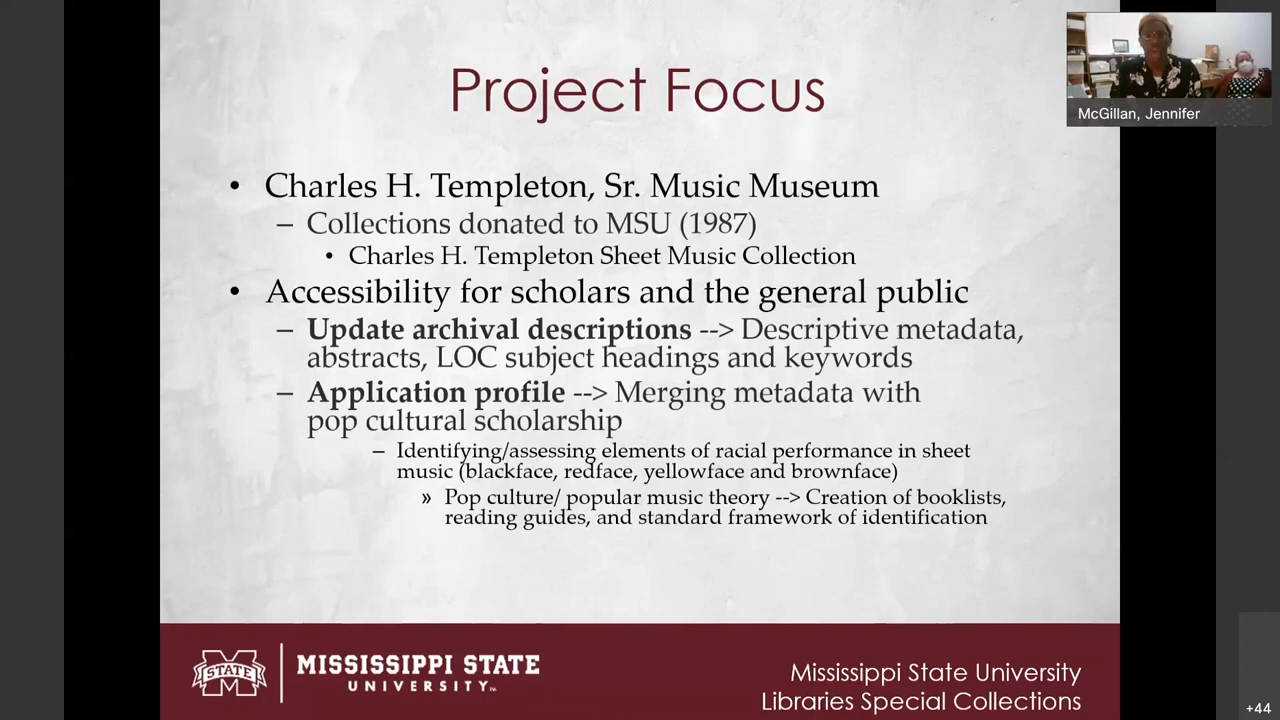 Project Focus
McGillan, Jennifer
• Charles H. Templeton, Sr. Music Museum
– Collections donated to MSU (1987)
• Charles H. Templeton Sheet Music Collection
• Accessibility for scholars and the general public
– Update archival descriptions --> Descriptive metadata,
abstracts, LOC subject headings and keywords
– Application profile --> Merging metadata with
pop cultural scholarship
– Identifying/assessing elements of racial performance in sheet
music (blackface, redface, yellowface and brownface)
» Pop culture/ popular music theory --> Creation of booklists,
reading guides, and standard framework of identification
STATE
MISSISSIPPI STATE
UNIVERSITY™
Mississippi State University
Libraries Special Collections
+44